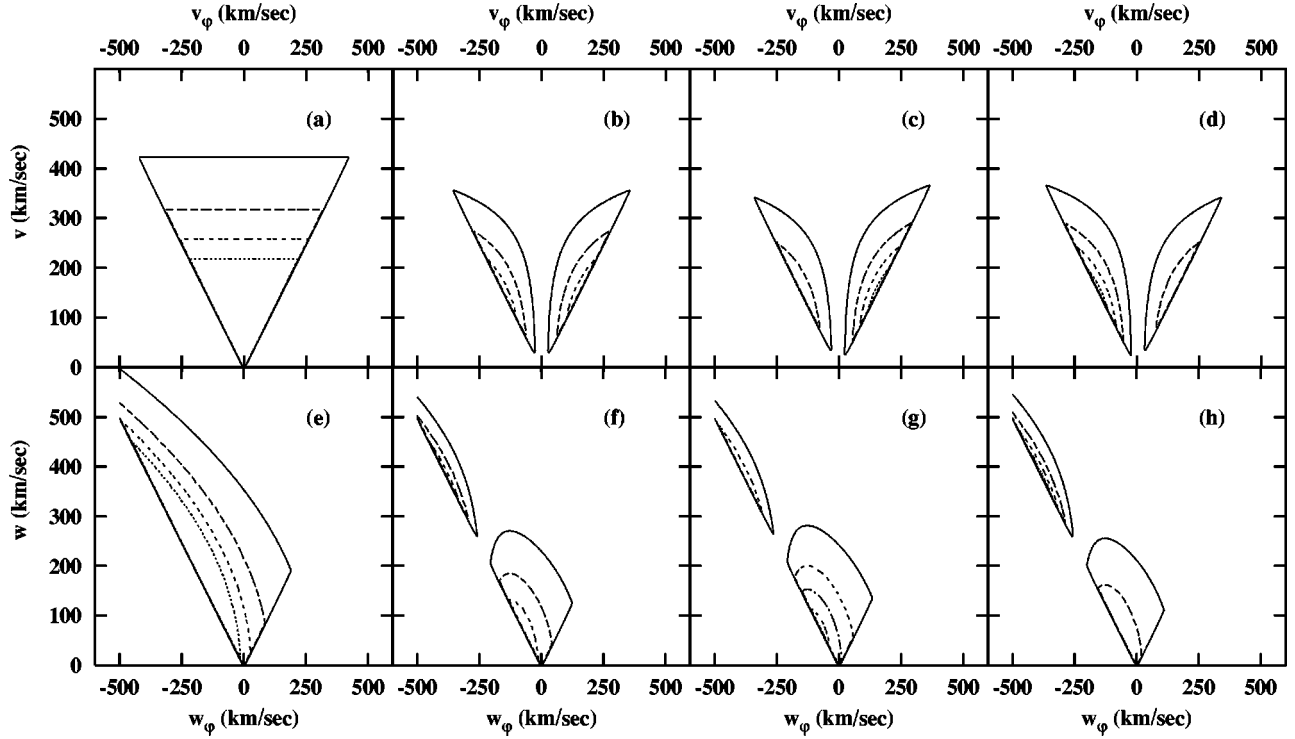 v_φ (km/sec) v_φ (km/sec) v_φ (km/sec) v_φ (km/sec)
-500 -250 0 250 500 -500 -250 0 250 500 -500 -250 0 250 500 -500 -250 0 250 500
(a) (b) (c) (d)
500
400
300
200
100
0
v (km/sec)
(e) (f) (g) (h)
500
400
300
200
100
0
w (km/sec)
-500 -250 0 250 -500 -250 0 250 -500 -250 0 250 -500 -250 0 250 500
w_φ (km/sec) w_φ (km/sec) w_φ (km/sec) w_φ (km/sec)